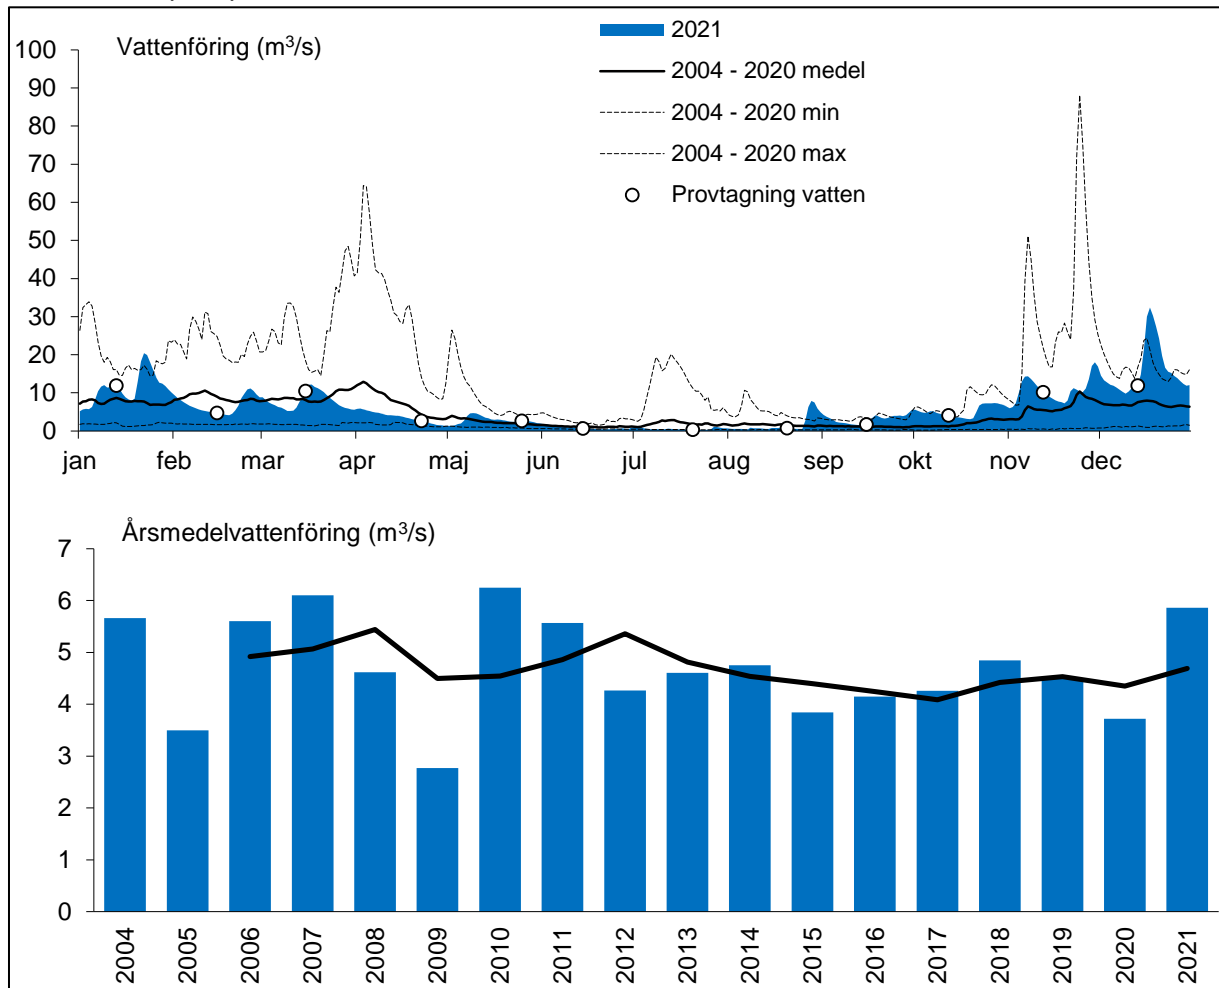 Vattenföring (m³/s)
2021
2004 - 2020 medel
2004 - 2020 min
2004 - 2020 max
Provtagning vatten
100
90
80
70
60
50
40
30
20
10
0
jan feb mar apr maj jun jul aug sep okt nov dec
Årsmedelvattenföring (m³/s)
7
6
5
4
3
2
1
0
2004 2005 2006 2007 2008 2009 2010 2011 2012 2013 2014 2015 2016 2017 2018 2019 2020 2021